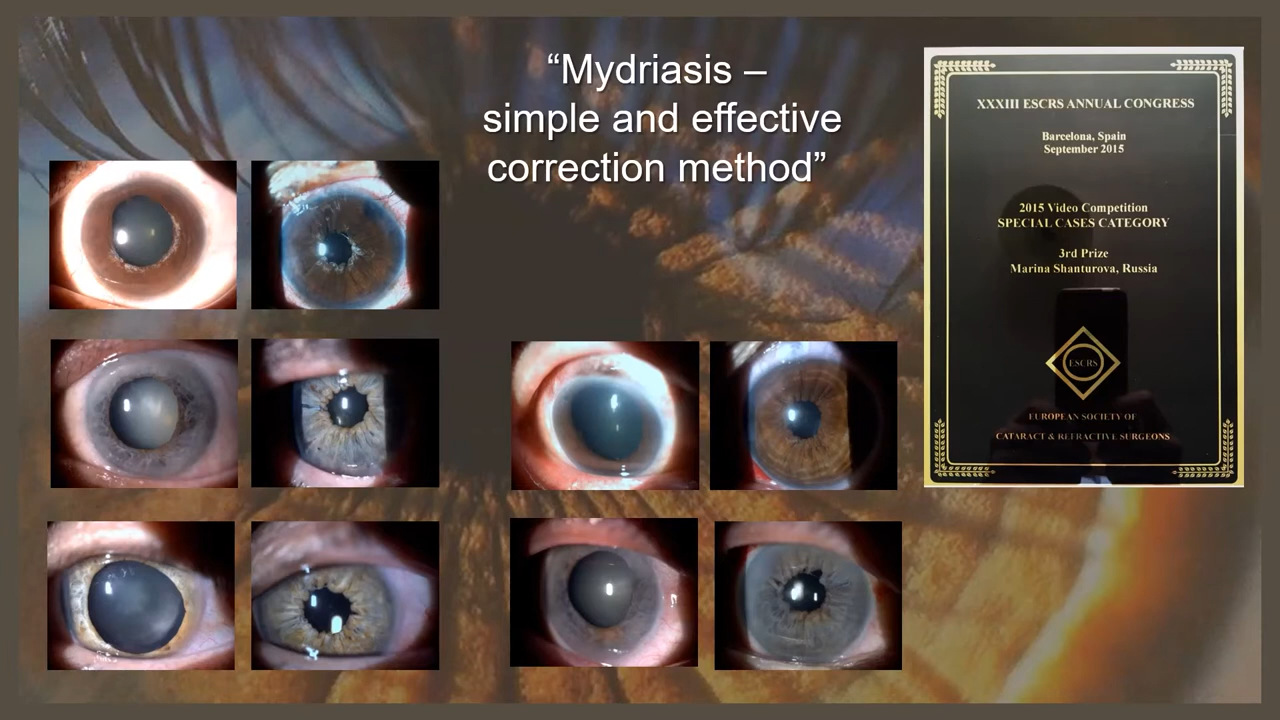 “Mydriasis –
simple and effective
correction method”
XXXIII ESCRS ANNUAL CONGRESS
Barcelona, Spain
September 2015
2015 Video Competition
SPECIAL CASES CATEGORY
3rd Prize
Marina Shanturova, Russia
ESCRS
EUROPEAN SOCIETY OF
CATARACT & REFRACTIVE SURGEONS